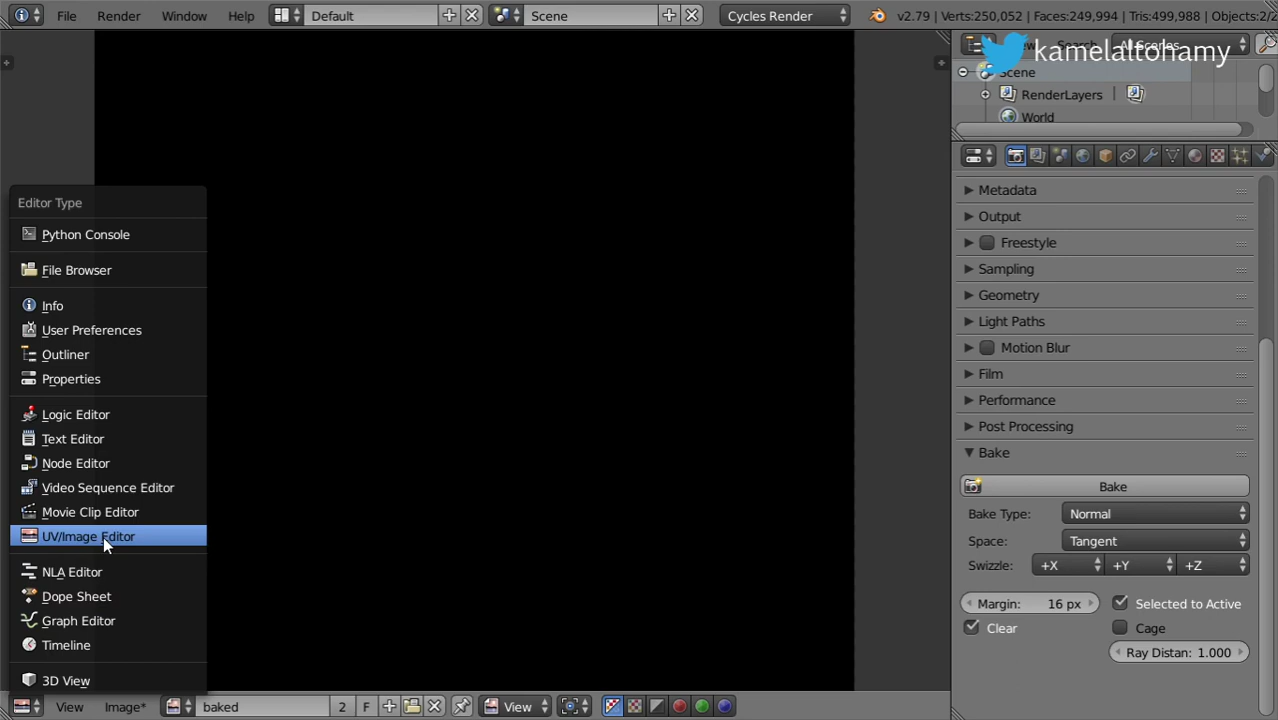 File Render Window Help Default Scene Cycles Render v2.79 | Verts:250,052 | Faces:249,994 | Tris:499,988 | Objects:2/2
All Scenes
kamelaltohamy
Scene
RenderLayers
World
Metadata
Output
Freestyle
Sampling
Geometry
Light Paths
Motion Blur
Film
Performance
Post Processing
Bake
Bake
Bake Type: Normal
Space: Tangent
Swizzle: +X +Y +Z
Margin: 16 px Selected to Active
Clear Cage
Ray Distan: 1.000
Editor Type
Python Console
File Browser
Info
User Preferences
Outliner
Properties
Logic Editor
Text Editor
Node Editor
Video Sequence Editor
Movie Clip Editor
UV/Image Editor
NLA Editor
Dope Sheet
Graph Editor
Timeline
3D View
View Image* baked 2 F View